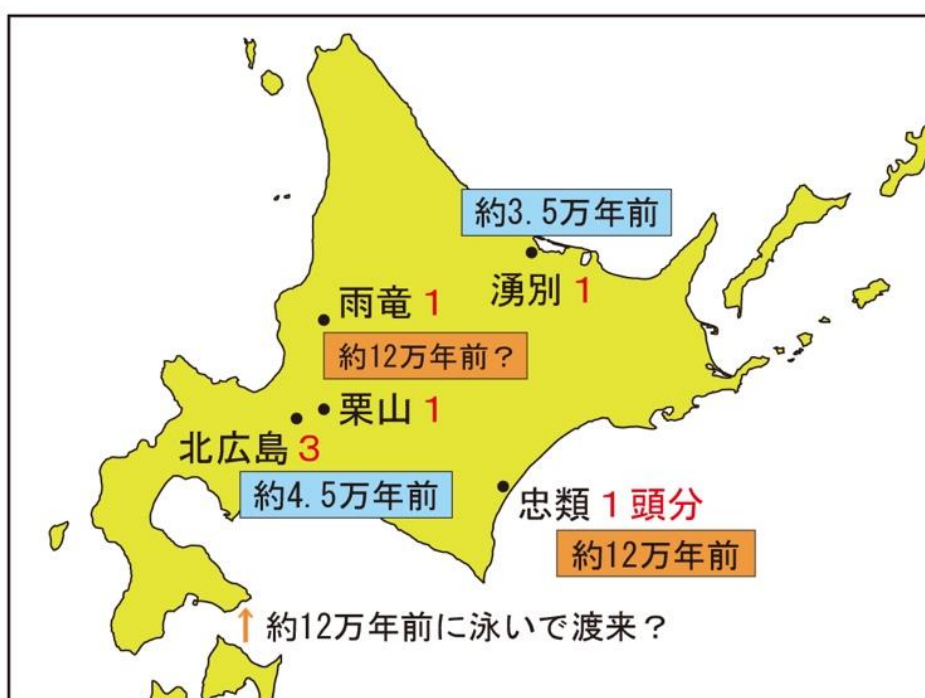 約3.5万年前
湧別 1
雨竜 1
約12万年前？
栗山 1
北広島 3
約4.5万年前
忠類 1頭分
約12万年前
↑約12万年前に泳いで渡来？